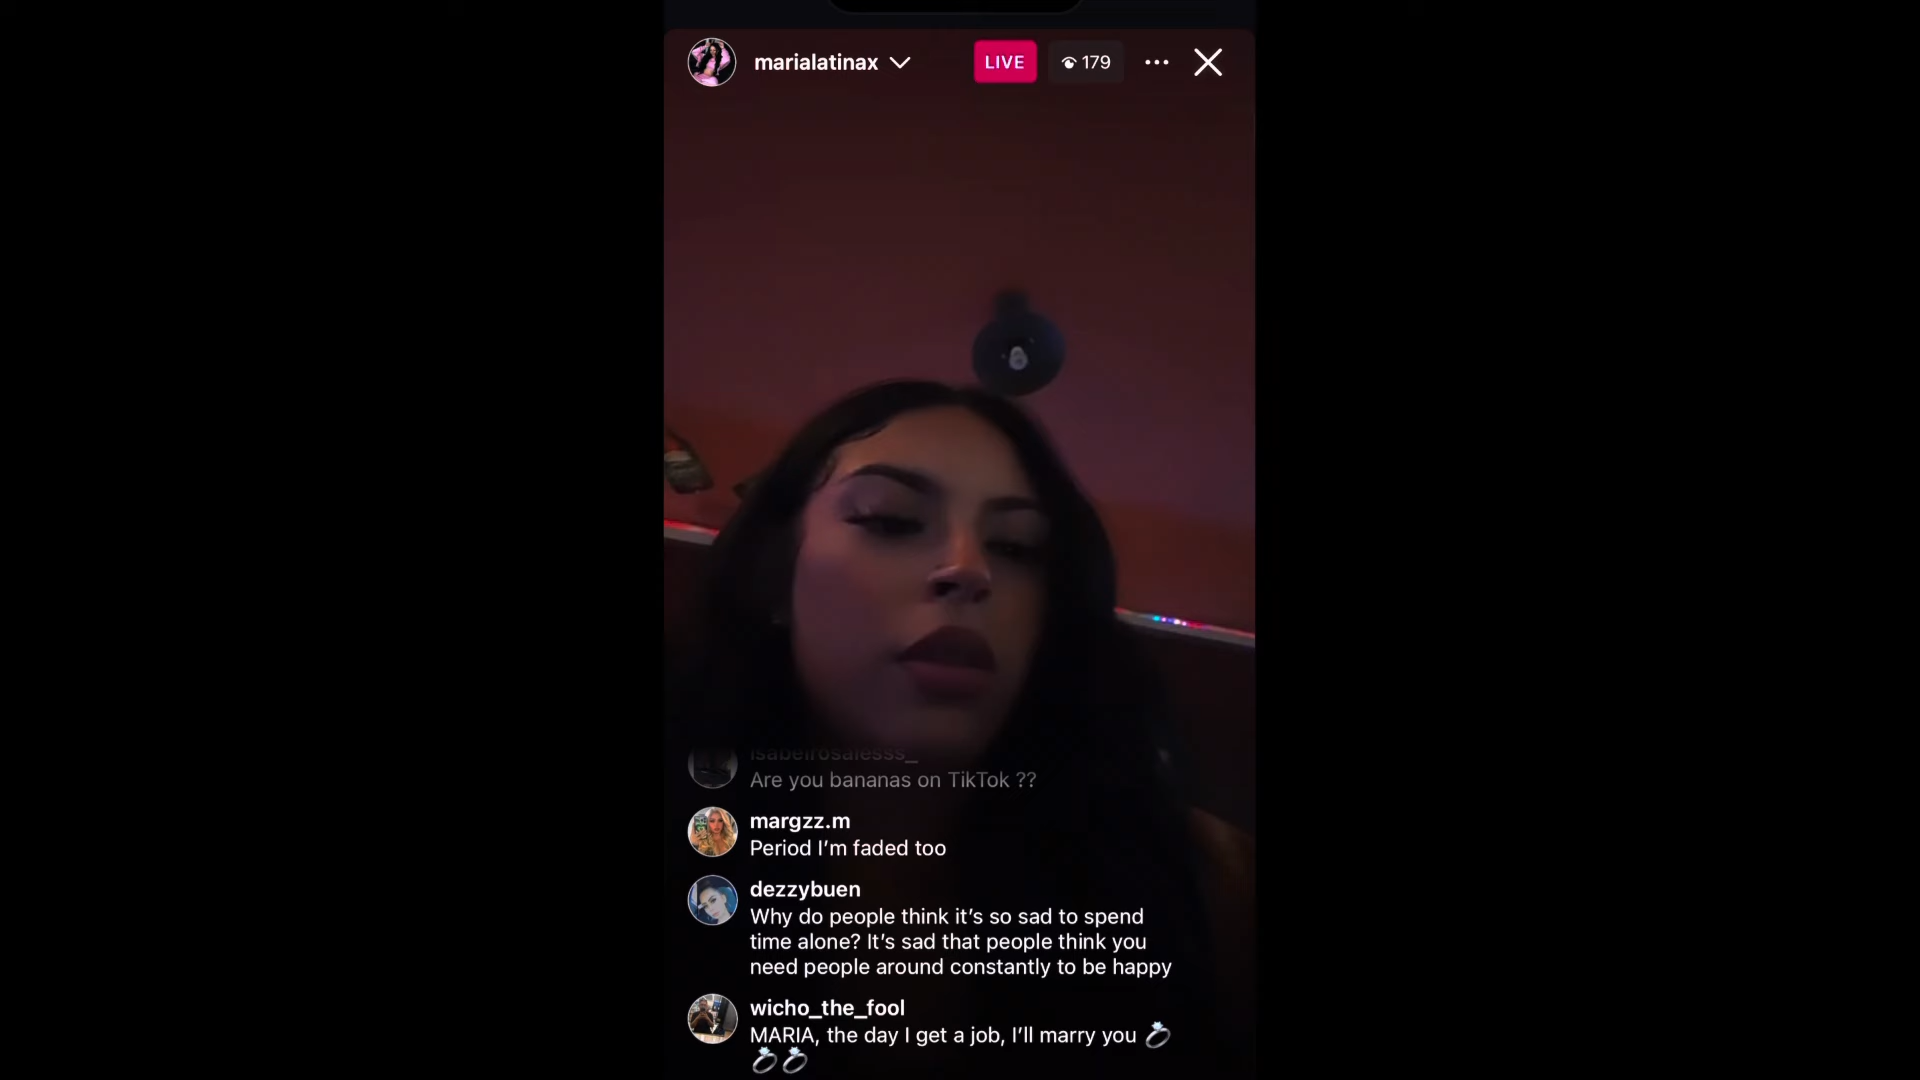 marialatinax
LIVE
179
isabelrosalesss_
Are you bananas on TikTok ??
margzz.m
Period I’m faded too
dezzybuen
Why do people think it’s so sad to spend
time alone? It’s sad that people think you
need people around constantly to be happy
wicho_the_fool
MARIA, the day I get a job, I’ll marry you 💍
💍💍